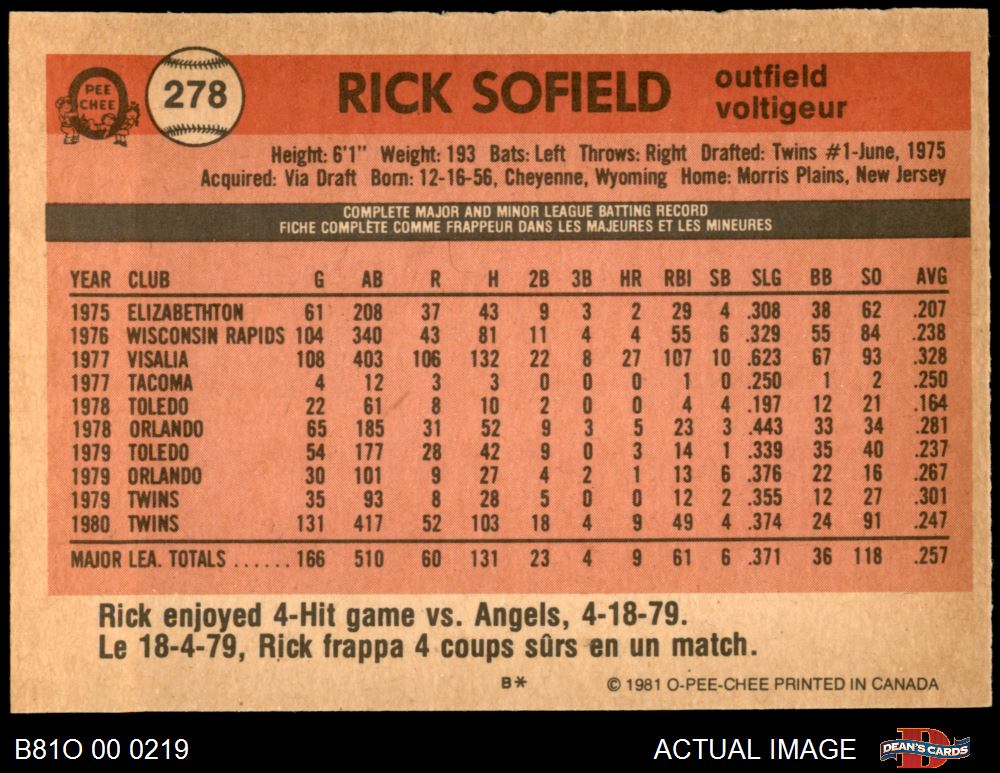 PEE
CHEE
278
RICK SOFIELD
outfield
voltigeur
Height: 6'1" Weight: 193 Bats: Left Throws: Right Drafted: Twins #1-June, 1975
Acquired: Via Draft Born: 12-16-56, Cheyenne, Wyoming Home: Morris Plains, New Jersey
COMPLETE MAJOR AND MINOR LEAGUE BATTING RECORD
FICHE COMPLÈTE COMME FRAPPEUR DANS LES MAJEURES ET LES MINEURES
YEAR CLUB G AB R H 2B 3B HR RBI SB SLG BB SO AVG
1975 ELIZABETHTON 61 208 37 43 9 3 2 29 4 .308 38 62 .207
1976 WISCONSIN RAPIDS 104 340 43 81 11 4 4 55 6 .329 55 84 .238
1977 VISALIA 108 403 106 132 22 8 27 107 10 .623 67 93 .328
1977 TACOMA 4 12 3 3 0 0 0 1 0 .250 1 2 .250
1978 TOLEDO 22 61 8 10 2 0 0 4 4 .197 12 21 .164
1978 ORLANDO 65 185 31 52 9 3 5 23 3 .443 33 34 .281
1979 TOLEDO 54 177 28 42 9 0 3 14 1 .339 35 40 .237
1979 ORLANDO 30 101 9 27 4 2 1 13 6 .376 22 16 .267
1979 TWINS 35 93 8 28 5 0 0 12 2 .355 12 27 .301
1980 TWINS 131 417 52 103 18 4 9 49 4 .374 24 91 .247
MAJOR LEA. TOTALS ...... 166 510 60 131 23 4 9 61 6 .371 36 118 .257
Rick enjoyed 4-Hit game vs. Angels, 4-18-79.
Le 18-4-79, Rick frappa 4 coups sûrs en un match.
B* © 1981 O-PEE-CHEE PRINTED IN CANADA
B81O 00 0219 ACTUAL IMAGE DEAN'S CARDS